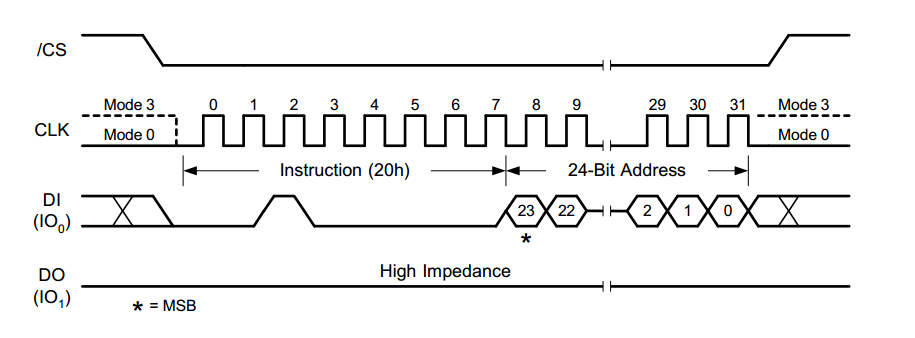 /CS
Mode 3 0 1 2 3 4 5 6 7 8 9 29 30 31 Mode 3
CLK
Mode 0 Mode 0
Instruction (20h) 24-Bit Address
DI
(IO0)
23 22 2 1 0
*
High Impedance
DO
(IO1)
* = MSB